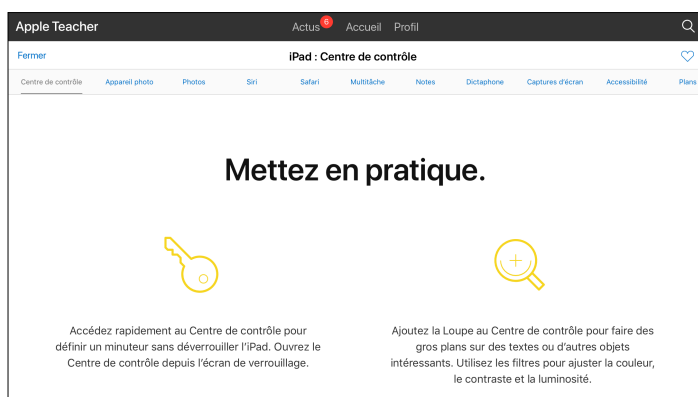 Apple Teacher Actus 6 Accueil Profil
Fermer iPad : Centre de contrôle
Centre de contrôle Appareil photo Photos Siri Safari Multitâche Notes Dictaphone Captures d'écran Accessibilité Plans
Mettez en pratique.
Accédez rapidement au Centre de contrôle pour
définir un minuteur sans déverrouiller l'iPad. Ouvrez le
Centre de contrôle depuis l'écran de verrouillage.
Ajoutez la Loupe au Centre de contrôle pour faire des
gros plans sur des textes ou d'autres objets
intéressants. Utilisez les filtres pour ajuster la couleur,
le contraste et la luminosité.